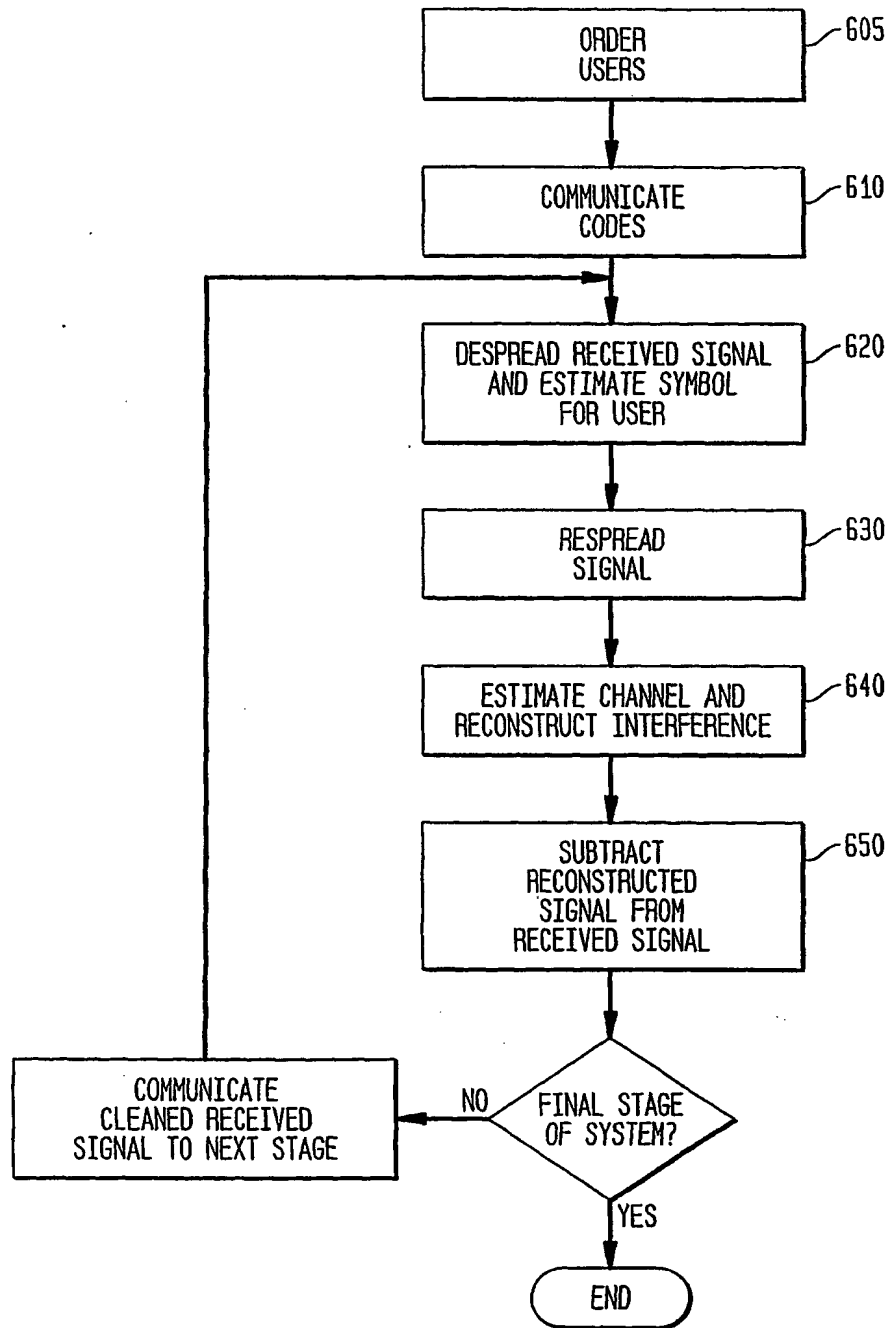 ORDER
USERS
605
COMMUNICATE
CODES
610
DESPREAD RECEIVED SIGNAL
AND ESTIMATE SYMBOL
FOR USER
620
RESPREAD
SIGNAL
630
ESTIMATE CHANNEL AND
RECONSTRUCT INTERFERENCE
640
SUBTRACT
RECONSTRUCTED
SIGNAL FROM
RECEIVED SIGNAL
650
FINAL STAGE
OF SYSTEM?
NO
COMMUNICATE
CLEANED RECEIVED
SIGNAL TO NEXT STAGE
YES
END